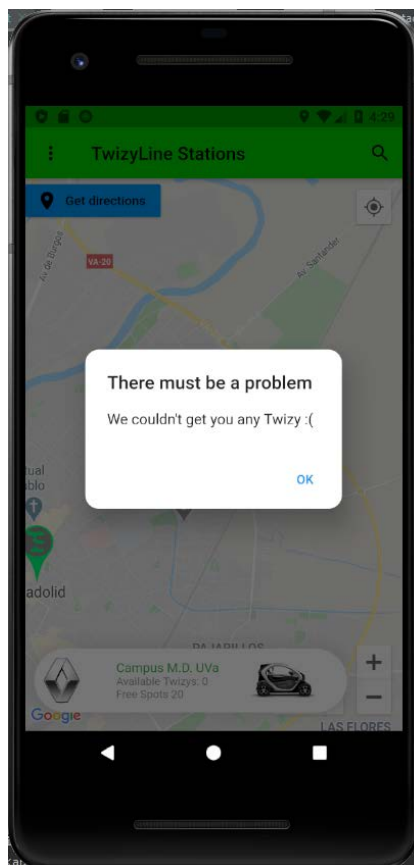 4:29
TwizyLine Stations
Get directions
Av. de Burgos
VA-20
Av. Santander
There must be a problem
We couldn't get you any Twizy :(
OK
adolid
PAJARILLOS
Campus M.D. UVa
Available Twizys: 0
Free Spots 20
+
−
Google
LAS FLORES